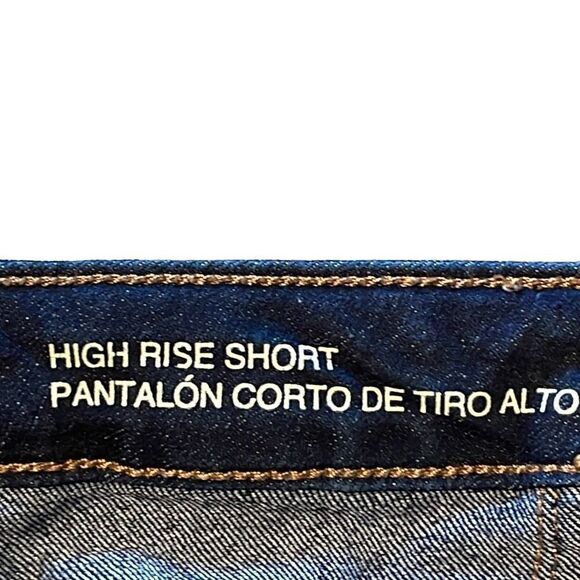 HIGH RISE SHORT
PANTALÓN CORTO DE TIRO ALTO